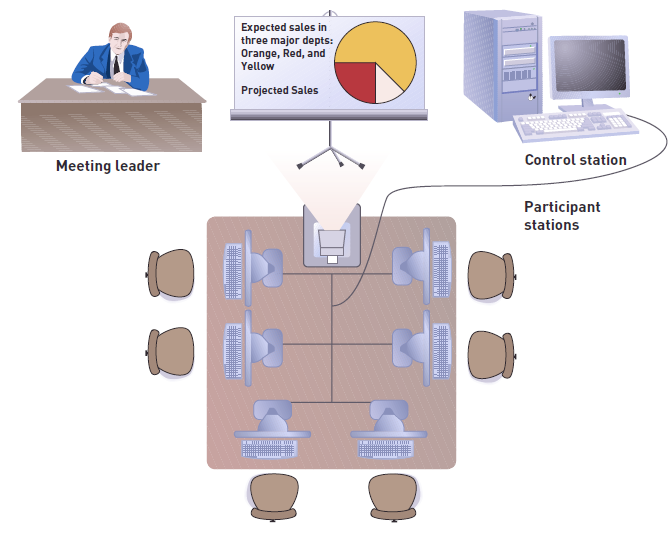 Expected sales in
three major depts:
Orange, Red, and
Yellow
Projected Sales
Meeting leader
Control station
Participant
stations